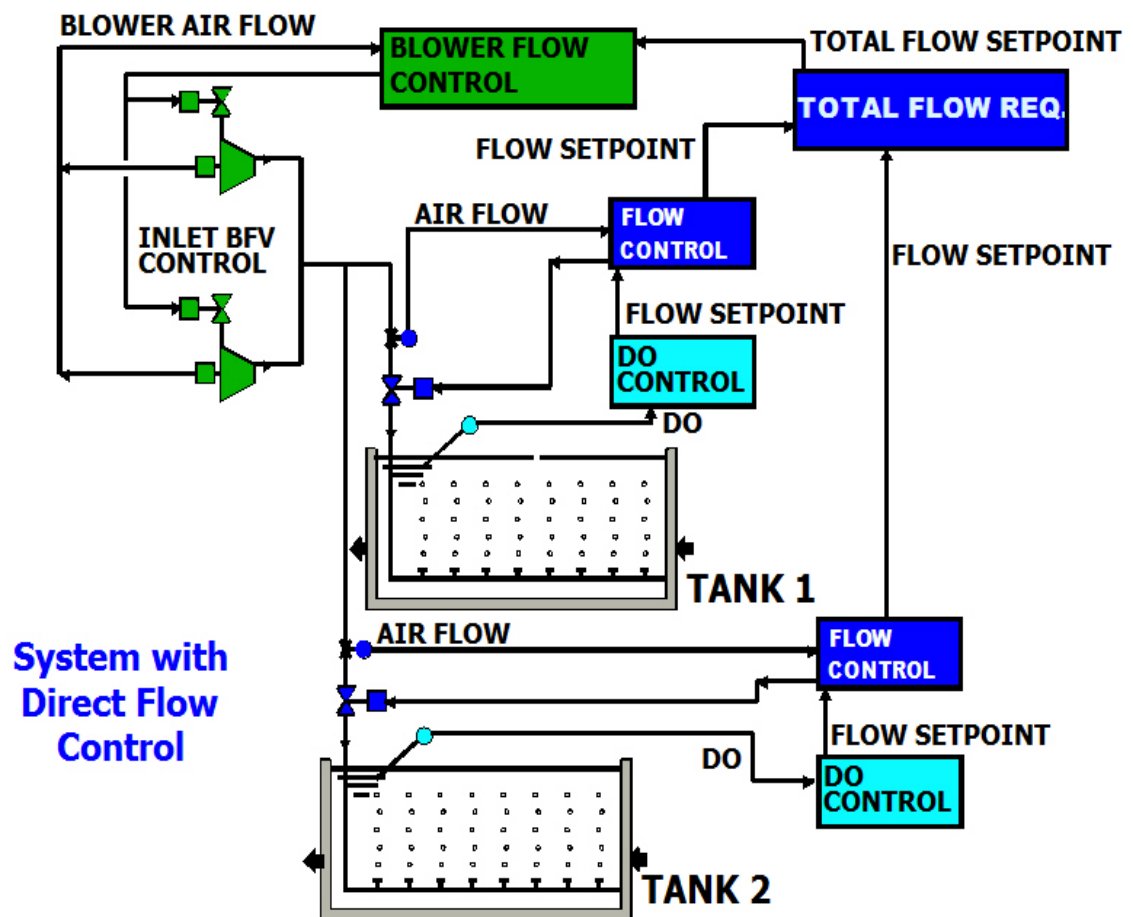 BLOWER AIR FLOW
BLOWER FLOW
CONTROL
TOTAL FLOW SETPOINT
TOTAL FLOW REQ.
FLOW SETPOINT
AIR FLOW
FLOW
CONTROL
INLET BFV
CONTROL
FLOW SETPOINT
FLOW SETPOINT
DO
CONTROL
DO
TANK 1
AIR FLOW
FLOW
CONTROL
System with
Direct Flow
Control
FLOW SETPOINT
DO
DO
CONTROL
TANK 2